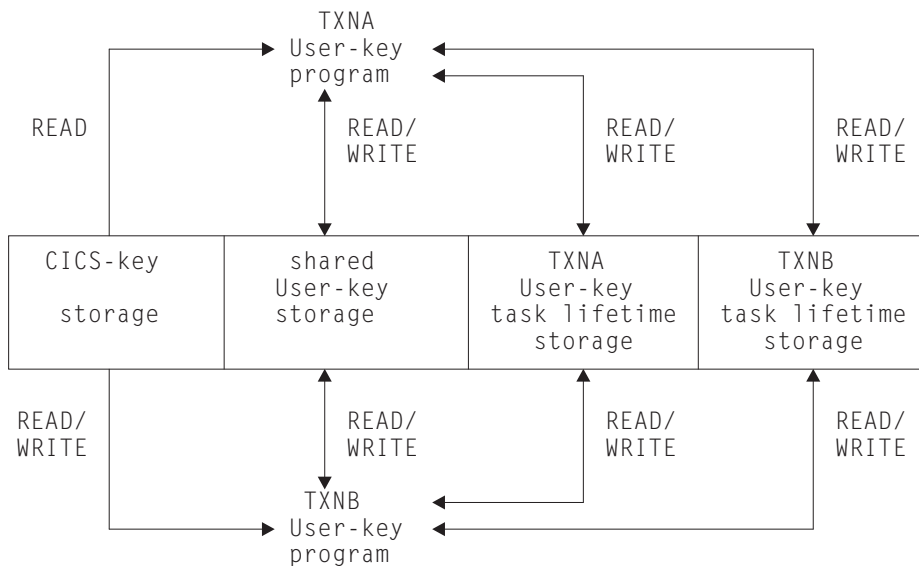 TXNA
User-key
program
READ
READ/
WRITE
READ/
WRITE
READ/
WRITE
CICS-key
storage
shared
User-key
storage
TXNA
User-key
task lifetime
storage
TXNB
User-key
task lifetime
storage
READ/
WRITE
READ/
WRITE
READ/
WRITE
READ/
WRITE
TXNB
User-key
program